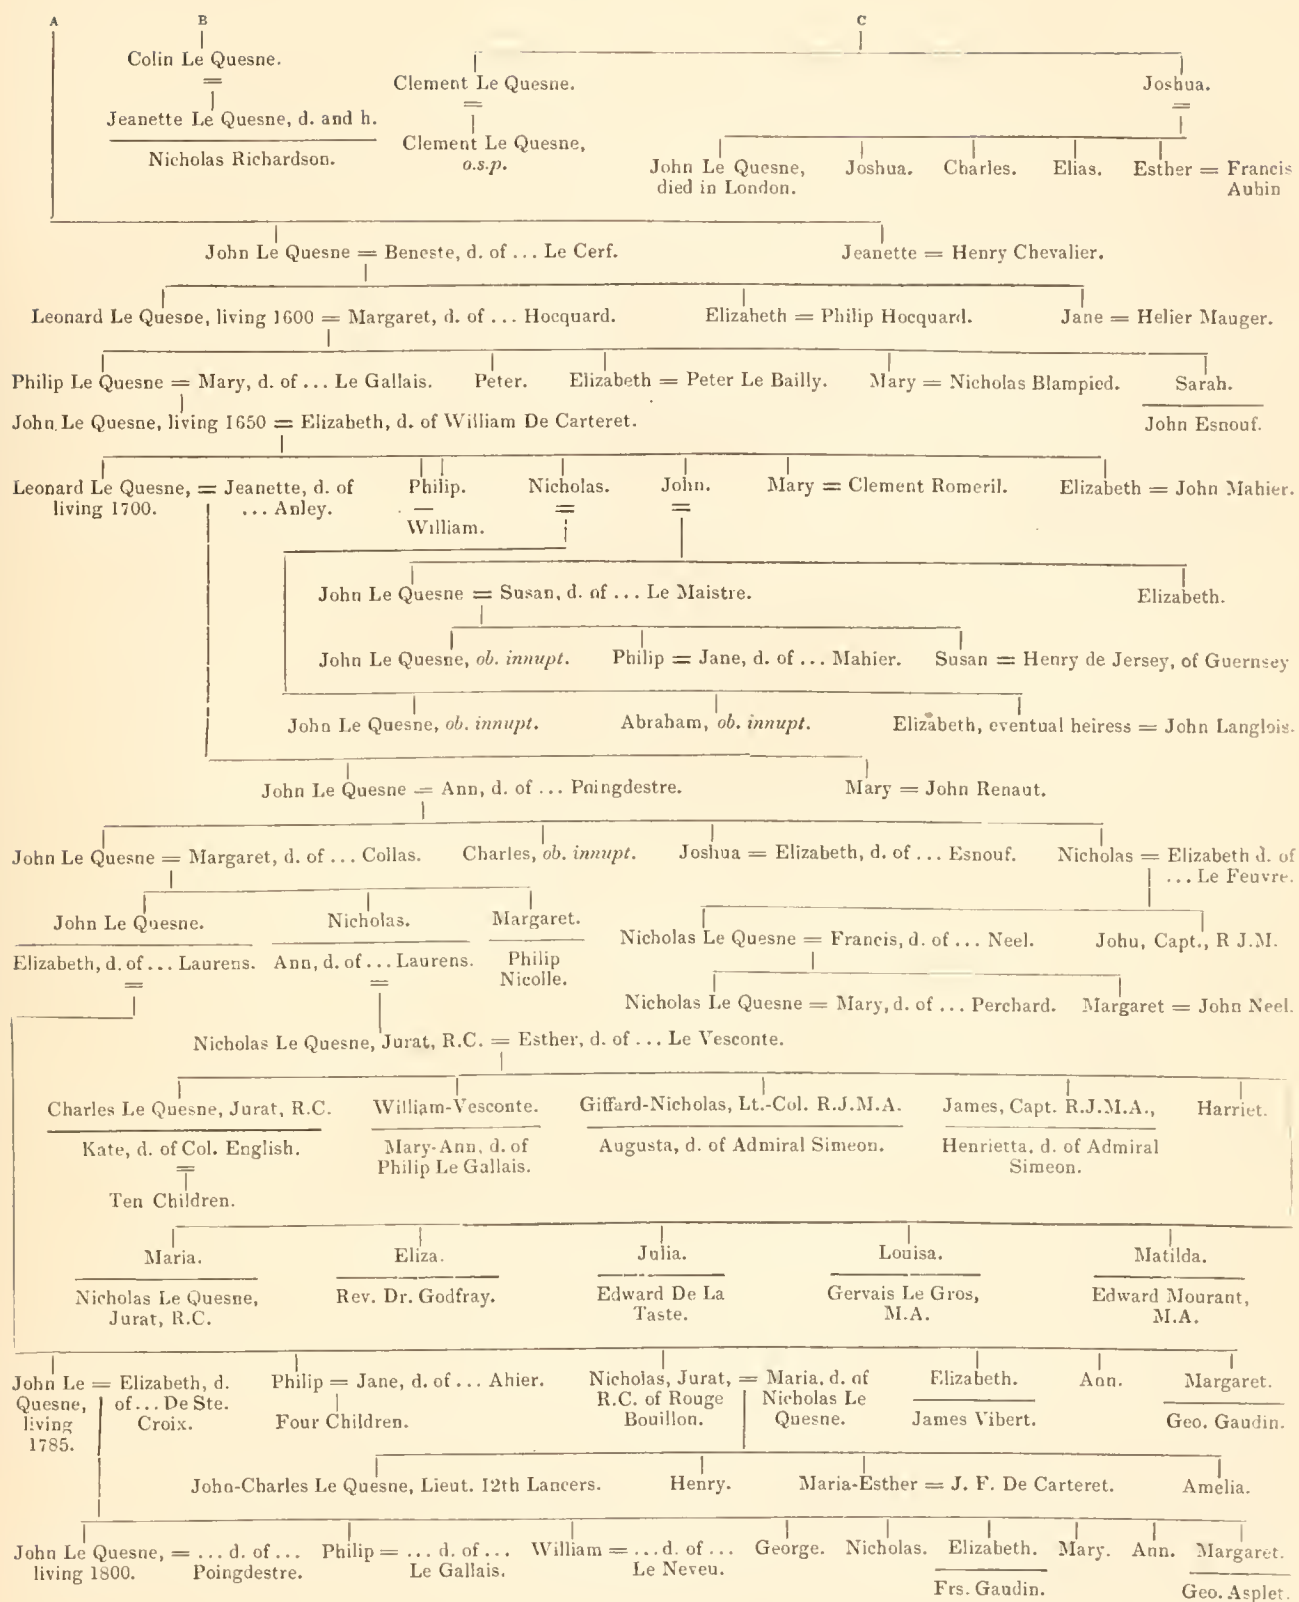 A B C
Colin Le Quesne.
Clement Le Quesne. Joshua.
=
= =
Jeanette Le Quesne, d. and h.
Nicholas Richardson.
Clement Le Quesne,
o.s.p.
John Le Quesne, Joshua. Charles. Elias. Esther = Francis
died in London. Aubin
John Le Quesne = Beneste, d. of ... Le Cerf. Jeanette = Henry Chevalier.
Leonard Le Quesoe, living 1600 = Margaret, d. of ... Hocquard. Elizaheth = Philip Hocquard. Jane = Helier Mauger.
Philip Le Quesne = Mary, d. of ... Le Gallais. Peter. Elizabeth = Peter Le Bailly. Mary = Nicholas Blampied. Sarah.
John Esnouf.
John Le Quesne, living 1650 = Elizabeth, d. of William De Carteret.
Leonard Le Quesne, = Jeanette, d. of Philip. Nicholas. John. Mary = Clement Romeril. Elizabeth = John Mahier.
living 1700. ... Anley. — = =
William.
John Le Quesne = Susan, d. of ... Le Maistre. Elizabeth.
John Le Quesne, ob. innupt. Philip = Jane, d. of ... Mahier. Susan = Henry de Jersey, of Guernsey
John Le Quesne, ob. innupt. Abraham, ob. innupt. Elizabeth, eventual heiress = John Langlois.
John Le Quesne = Ann, d. of ... Poingdestre. Mary = John Renaut.
John Le Quesne = Margaret, d. of ... Collas. Charles, ob. innupt. Joshua = Elizabeth, d. of ... Esnouf. Nicholas = Elizabeth d. of
... Le Feuvre.
John Le Quesne. Nicholas. Margaret.
Elizabeth, d. of ... Laurens. Ann, d. of ... Laurens. Philip
= = Nicolle.
Nicholas Le Quesne = Francis, d. of ... Neel. Johu, Capt., R J.M.
Nicholas Le Quesne = Mary, d. of ... Perchard. Margaret = John Neel.
Nicholas Le Quesne, Jurat, R.C. = Esther, d. of ... Le Vesconte.
Charles Le Quesne, Jurat, R.C. William-Vesconte. Giffard-Nicholas, Lt.-Col. R.J.M.A. James, Capt. R.J.M.A., Harriet.
Kate, d. of Col. English. Mary-Ann, d. of Augusta, d. of Admiral Simeon. Henrietta, d. of Admiral
= Philip Le Gallais. Simeon.
Ten Children.
Maria. Eliza. Julia. Louisa. Matilda.
Nicholas Le Quesne, Rev. Dr. Godfray. Edward De La Gervais Le Gros, Edward Mourant,
Jurat, R.C. Taste. M.A. M.A.
John Le = Elizabeth, d. Philip = Jane, d. of ... Ahier. Nicholas, Jurat, = Maria, d. of Elizabeth. Ann. Margaret.
Quesne, of ... De Ste. Four Children. R.C. of Rouge Nicholas Le James Vibert. Geo. Gaudin.
living Croix. Bouillon. Quesne.
1785.
John-Charles Le Quesne, Lieut. 12th Lancers. Henry. Maria-Esther = J. F. De Carteret. Amelia.
John Le Quesne, = ... d. of ... Philip = ... d. of ... William = ... d. of ... George. Nicholas. Elizabeth. Mary. Ann. Margaret.
living 1800. Poingdestre. Le Gallais. Le Neveu. Frs. Gaudin. Geo. Asplet.